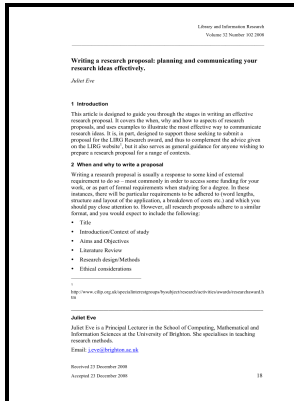 Library and Information Research
Volume 32 Number 102 2008
Writing a research proposal: planning and communicating your
research ideas effectively.
Juliet Eve
1 Introduction
This article is designed to guide you through the stages in writing an effective
research proposal. It covers the when, why and how to aspects of research
proposals, and uses examples to illustrate the most effective way to communicate
research ideas. It is, in part, designed to support those seeking to submit a
proposal for the LIRG Research award, and thus to complement the advice given
on the LIRG website¹, but it also serves as general guidance for anyone wishing to
prepare a research proposal for a range of contexts.
2 When and why to write a proposal
Writing a research proposal is usually a response to some kind of external
requirement to do so – most commonly in order to access some funding for your
work, or as part of formal requirements when studying for a degree. In these
instances, there will be particular requirements to be adhered to (word lengths,
structure and layout of the application, a breakdown of costs etc.) and which you
should pay close attention to. However, all research proposals adhere to a similar
format, and you would expect to include the following:
• Title
• Introduction/Context of study
• Aims and Objectives
• Literature Review
• Research design/Methods
• Ethical considerations
1
http://www.cilip.org.uk/specialinterestgroups/bysubject/research/activities/awards/researchaward.h
tm
Juliet Eve
Juliet Eve is a Principal Lecturer in the School of Computing, Mathematical and
Information Sciences at the University of Brighton. She specialises in teaching
research methods.
Email: j.eve@brighton.ac.uk
Received 23 December 2008
Accepted 23 December 2008
18